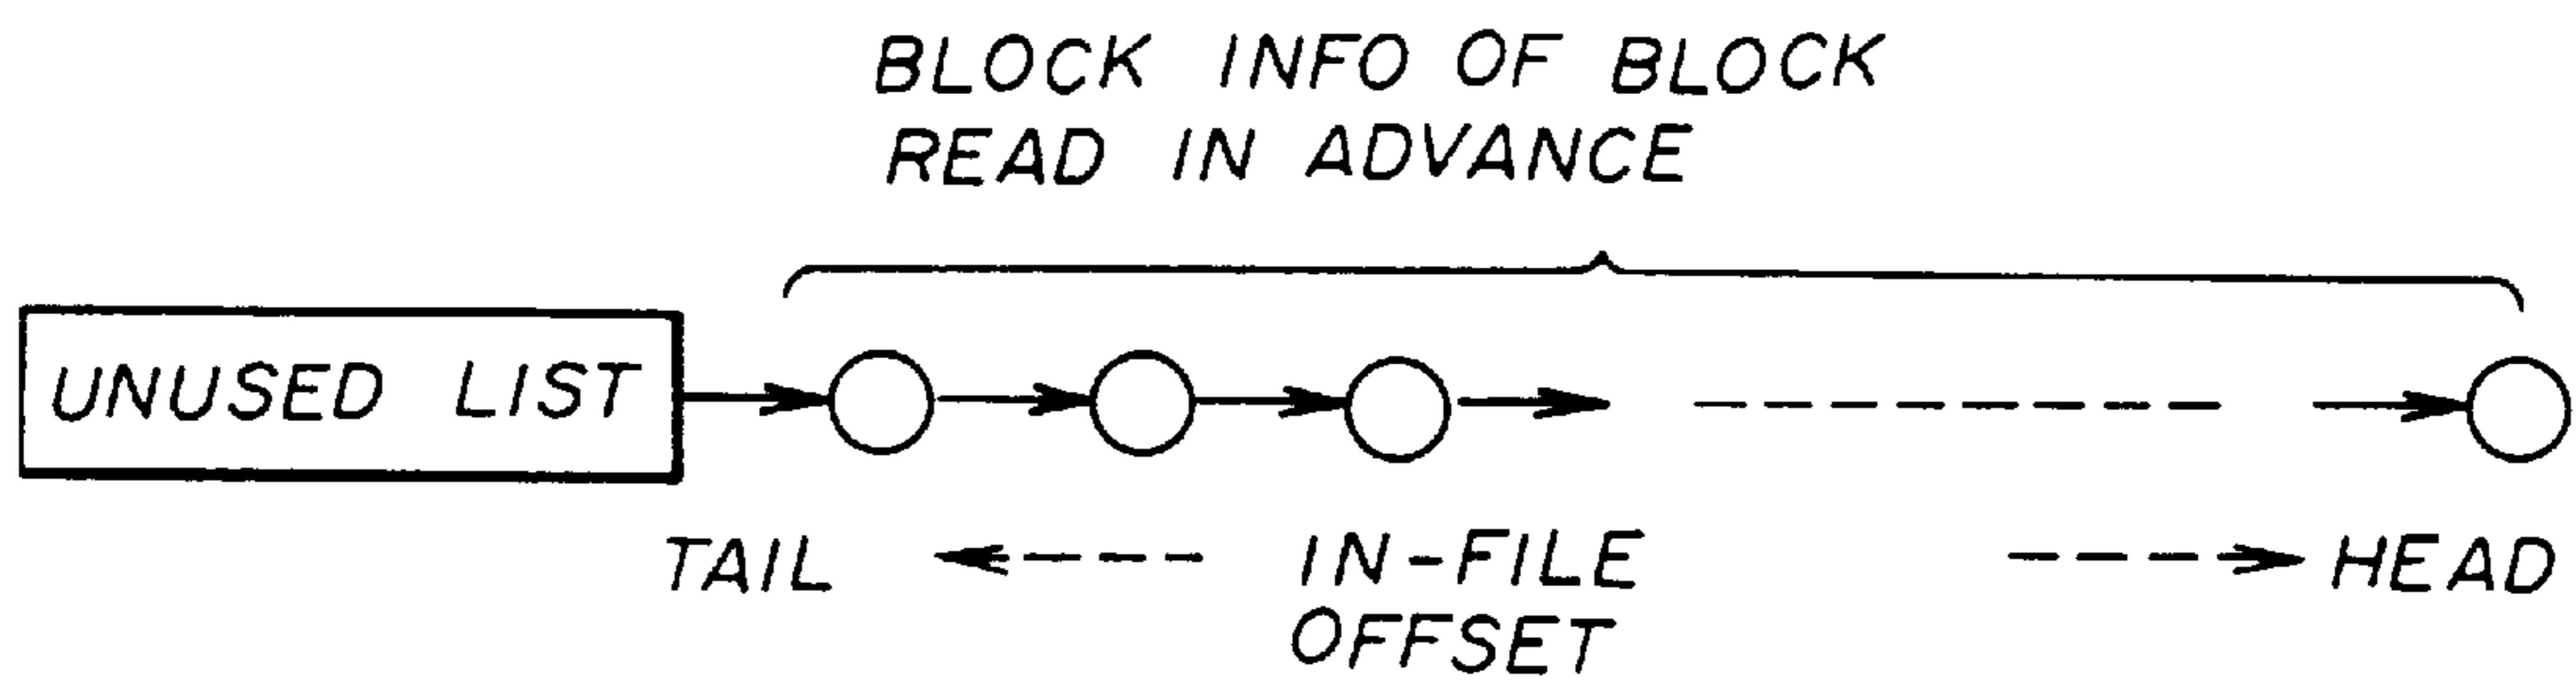 BLOCK INFO OF BLOCK
READ IN ADVANCE
UNUSED LIST
TAIL
IN-FILE
OFFSET
HEAD